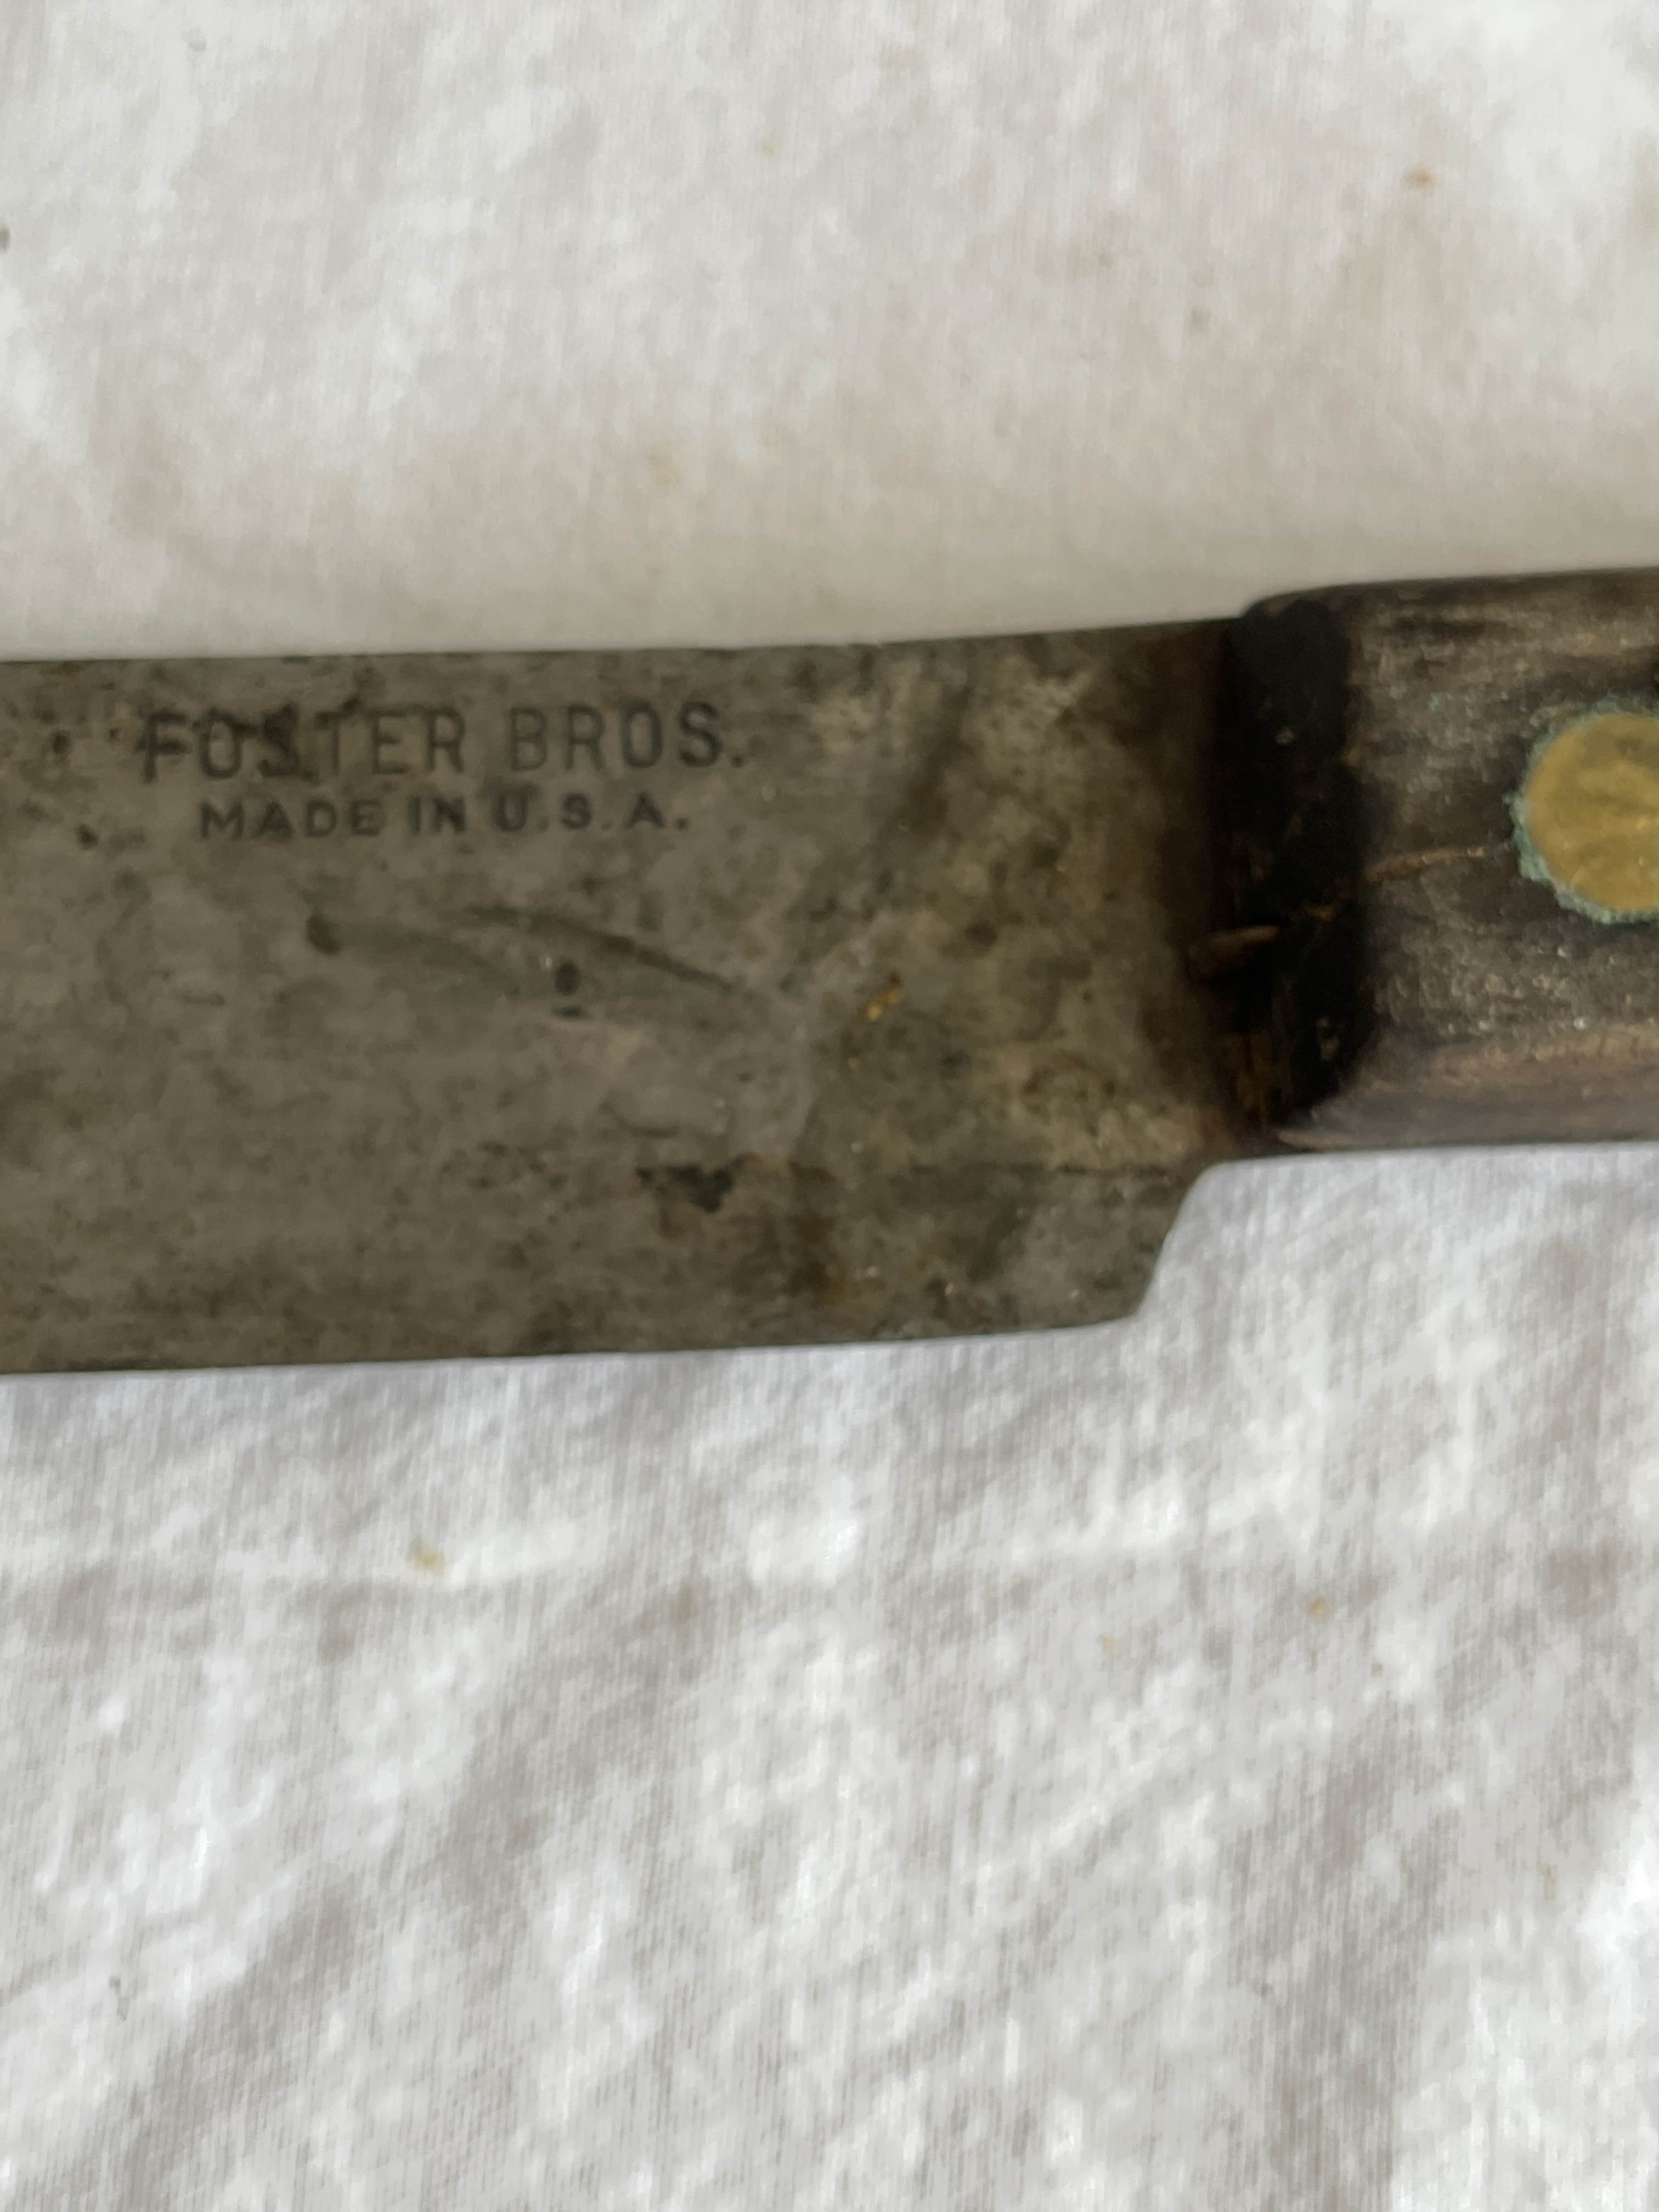 FOSTER BROS.
MADE IN U.S.A.